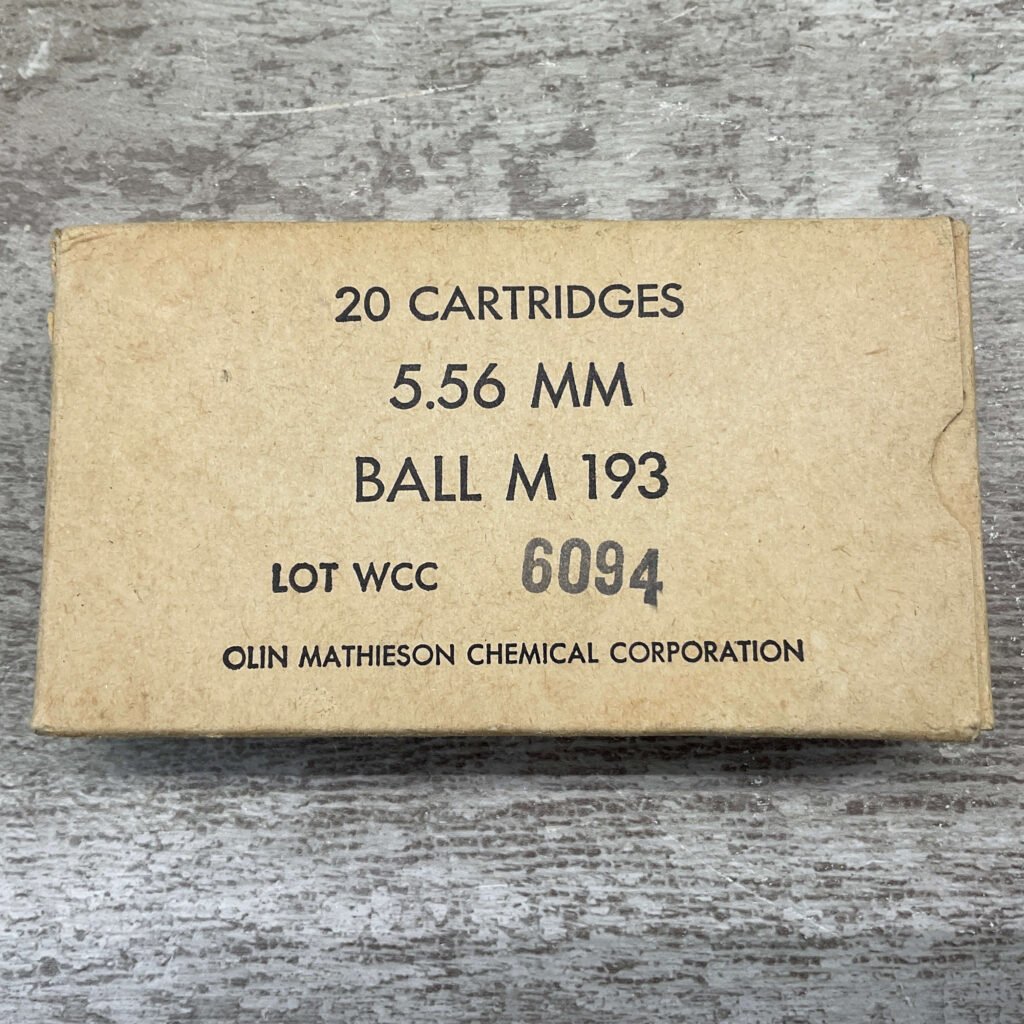 20 CARTRIDGES
5.56 MM
BALL M 193
LOT WCC 6094
OLIN MATHIESON CHEMICAL CORPORATION